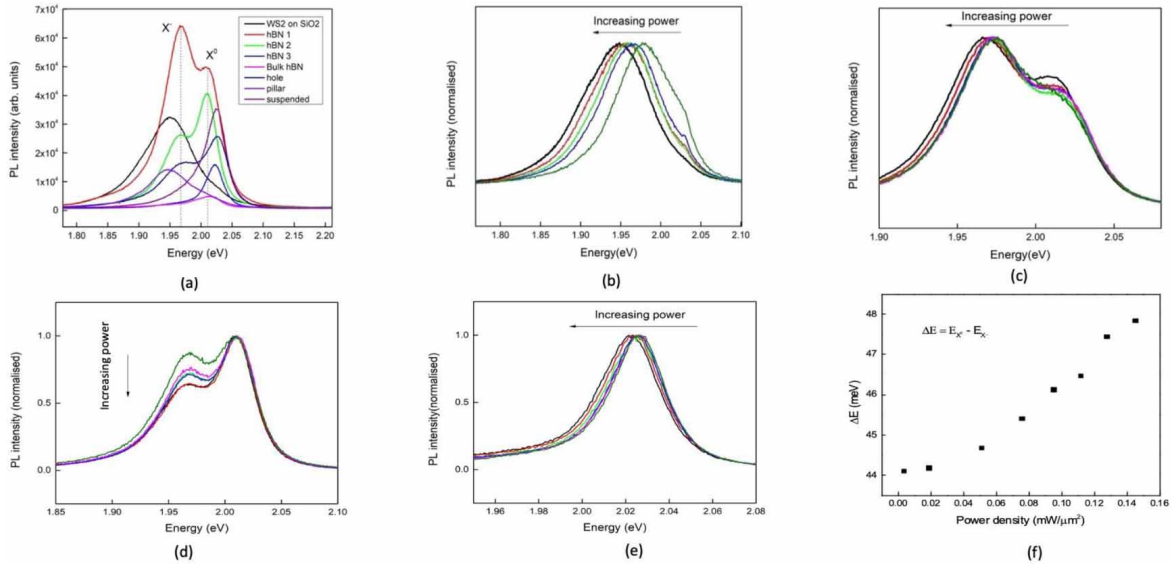 PL intensity (arb. units)
7x10⁴
6x10⁴
5x10⁴
4x10⁴
3x10⁴
2x10⁴
1x10⁴
0
X⁻
X⁰
WS2 on SiO2
hBN 1
hBN 2
hBN 3
Bulk hBN
hole
pillar
suspended
1.80 1.85 1.90 1.95 2.00 2.05 2.10 2.15 2.20
Energy (eV)
(a)
PL intensity (normalised)
Increasing power
1.80 1.85 1.90 1.95 2.00 2.05 2.10
Energy(eV)
(b)
PL intensity (normalised)
Increasing power
1.90 1.95 2.00 2.05
Energy(eV)
(c)
PL intensity (normalised)
1.0
0.5
0.0
Increasing power
1.85 1.90 1.95 2.00 2.05 2.10
Energy (eV)
(d)
PL intensity(normalised)
1.0
0.5
0.0
Increasing power
1.96 1.98 2.00 2.02 2.04 2.06 2.08
Energy (eV)
(e)
ΔE (meV)
48
47
46
45
44
0.00 0.02 0.04 0.06 0.08 0.10 0.12 0.14 0.16
Power density (mW/μm²)
(f)